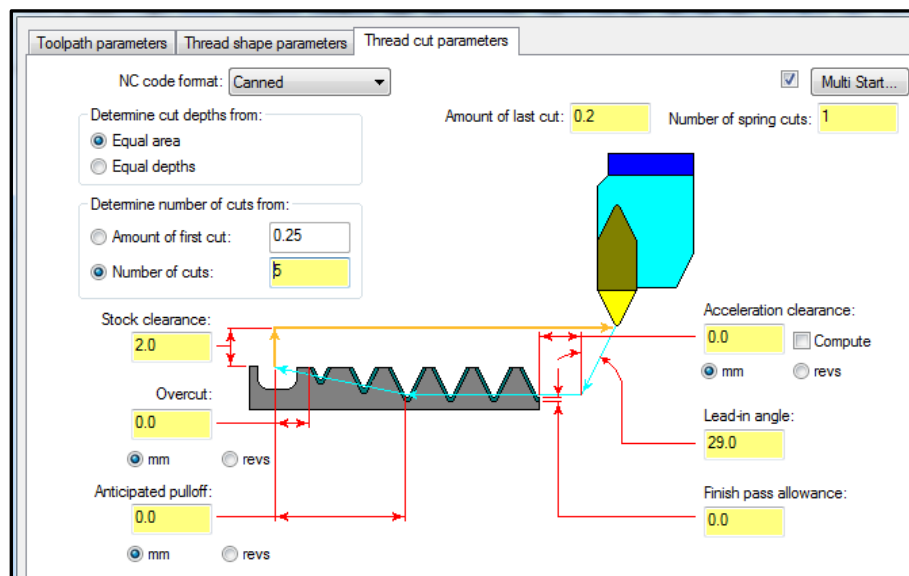 Toolpath parameters Thread shape parameters Thread cut parameters
NC code format: Canned Multi Start...
Determine cut depths from: Amount of last cut: 0.2 Number of spring cuts: 1
Equal area
Equal depths
Determine number of cuts from:
Amount of first cut: 0.25
Number of cuts: 5
Stock clearance: Acceleration clearance:
2.0 0.0 Compute
mm revs
Overcut: Lead-in angle:
0.0 29.0
mm revs
Anticipated pulloff: Finish pass allowance:
0.0 0.0
mm revs